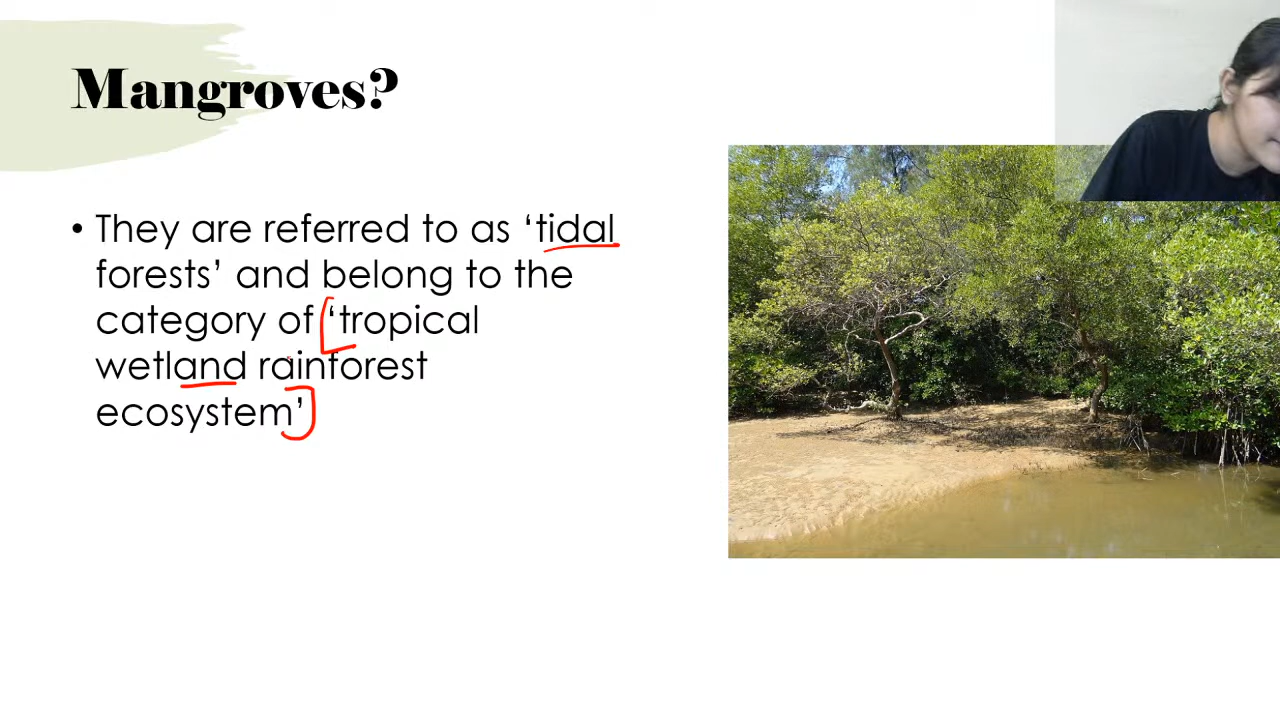 Mangroves?
• They are referred to as ‘tidal
forests’ and belong to the
category of ‘tropical
wetland rainforest
ecosystem’